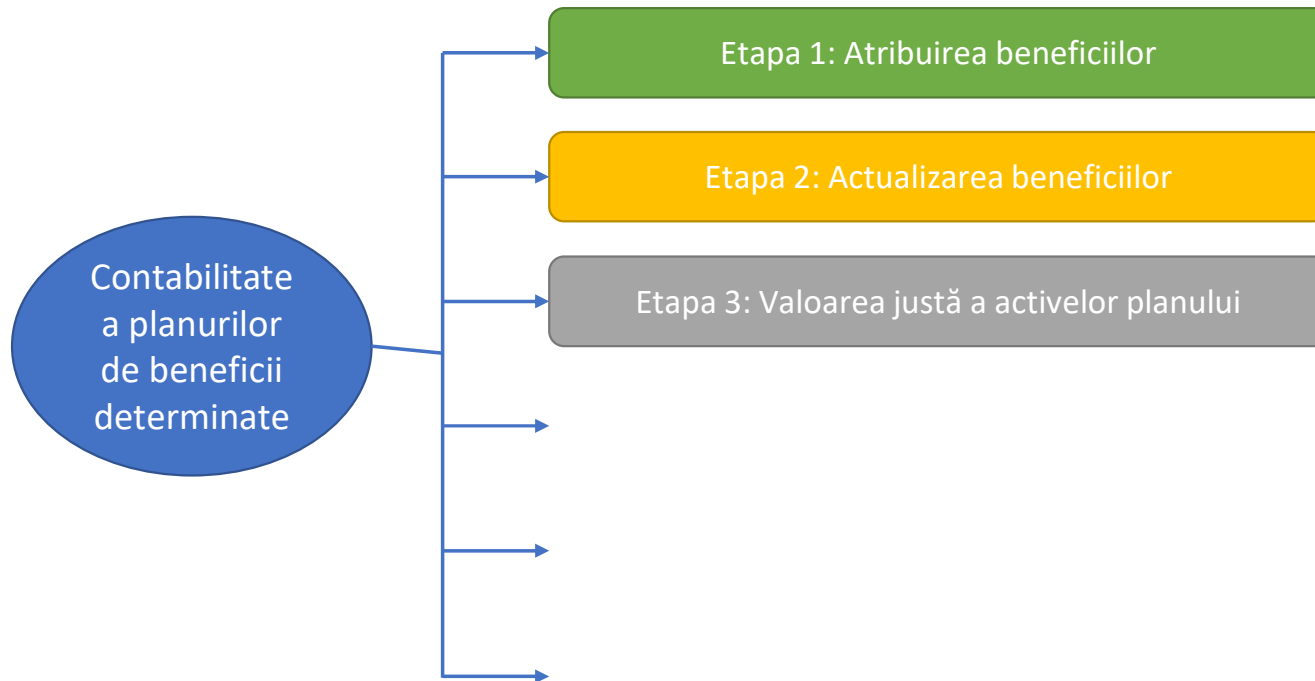 Etapa 1: Atribuirea beneficiilor
Etapa 2: Actualizarea beneficiilor
Etapa 3: Valoarea justă a activelor planului
Contabilitate
a planurilor
de beneficii
determinate